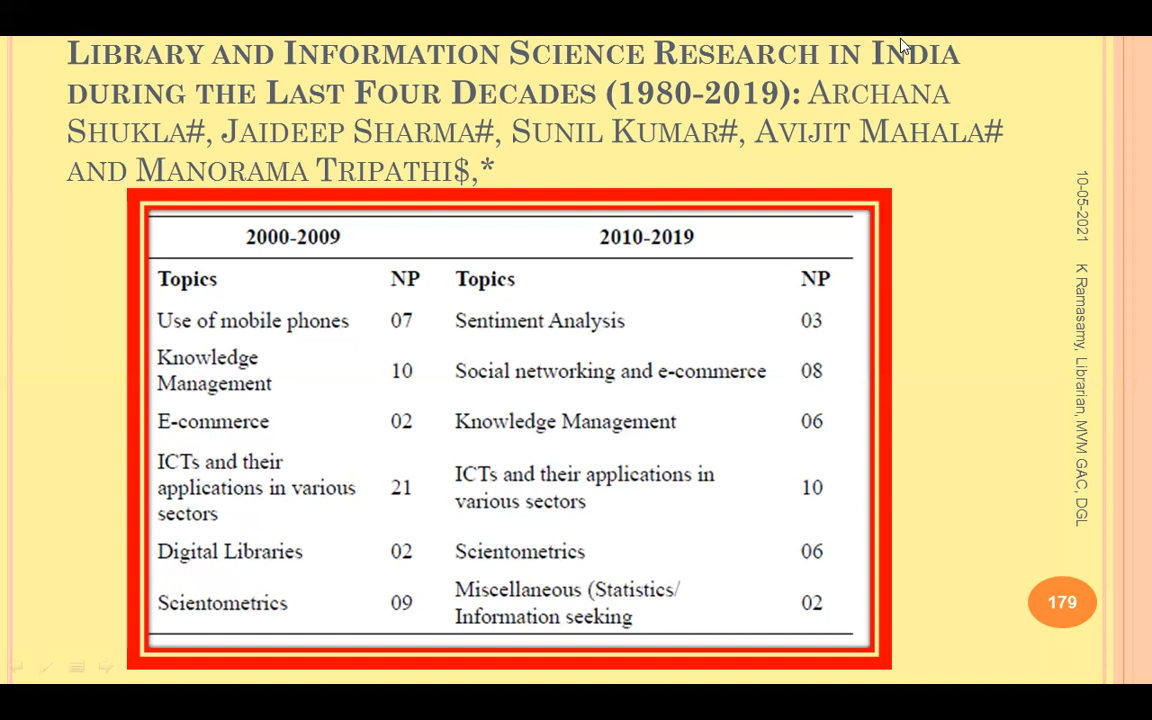 LIBRARY AND INFORMATION SCIENCE RESEARCH IN INDIA
DURING THE LAST FOUR DECADES (1980-2019): ARCHANA
SHUKLA#, JAIDEEP SHARMA#, SUNIL KUMAR#, AVIJIT MAHALA#
AND MANORAMA TRIPATHI$,*
2000-2009 2010-2019
Topics NP Topics NP
Use of mobile phones 07 Sentiment Analysis 03
Knowledge
Management 10 Social networking and e-commerce 08
E-commerce 02 Knowledge Management 06
ICTs and their
applications in various
sectors 21 ICTs and their applications in
various sectors 10
Digital Libraries 02 Scientometrics 06
Scientometrics 09 Miscellaneous (Statistics/
Information seeking 02
10-05-2021 K Ramasamy, Librarian, MVM GAC, DGL
179